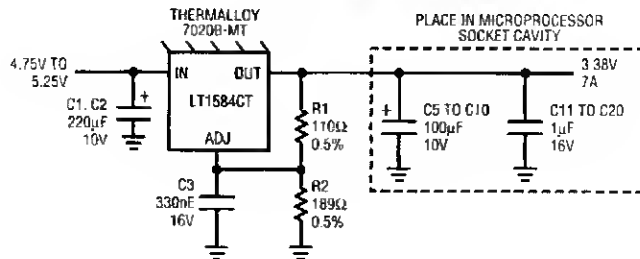 THERMALLOY
7020B-MT
PLACE IN MICROPROCESSOR
SOCKET CAVITY
4.75V TO
5.25V
IN
OUT
3.38V
7A
LT1584CT
ADJ
C1, C2
220µF
10V
+
R1
110Ω
0.5%
+
C5 TO C10
100µF
10V
C11 TO C20
1µF
16V
C3
330nF
16V
R2
189Ω
0.5%